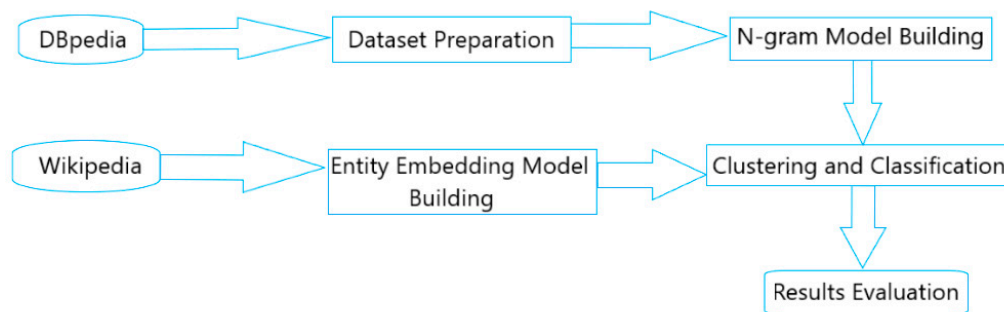 DBpedia
Dataset Preparation
N-gram Model Building
Wikipedia
Entity Embedding Model
Building
Clustering and Classification
Results Evaluation